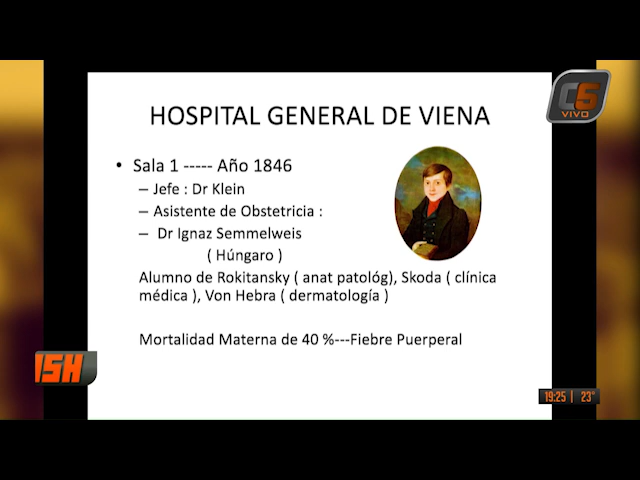 HOSPITAL GENERAL DE VIENA
• Sala 1 ----- Año 1846
– Jefe : Dr Klein
– Asistente de Obstetricia :
– Dr Ignaz Semmelweis
( Húngaro )
Alumno de Rokitansky ( anat patológ), Skoda ( clínica
médica ), Von Hebra ( dermatología )
Mortalidad Materna de 40 %---Fiebre Puerperal
C5
VIVO
ISH
19:25 | 23°